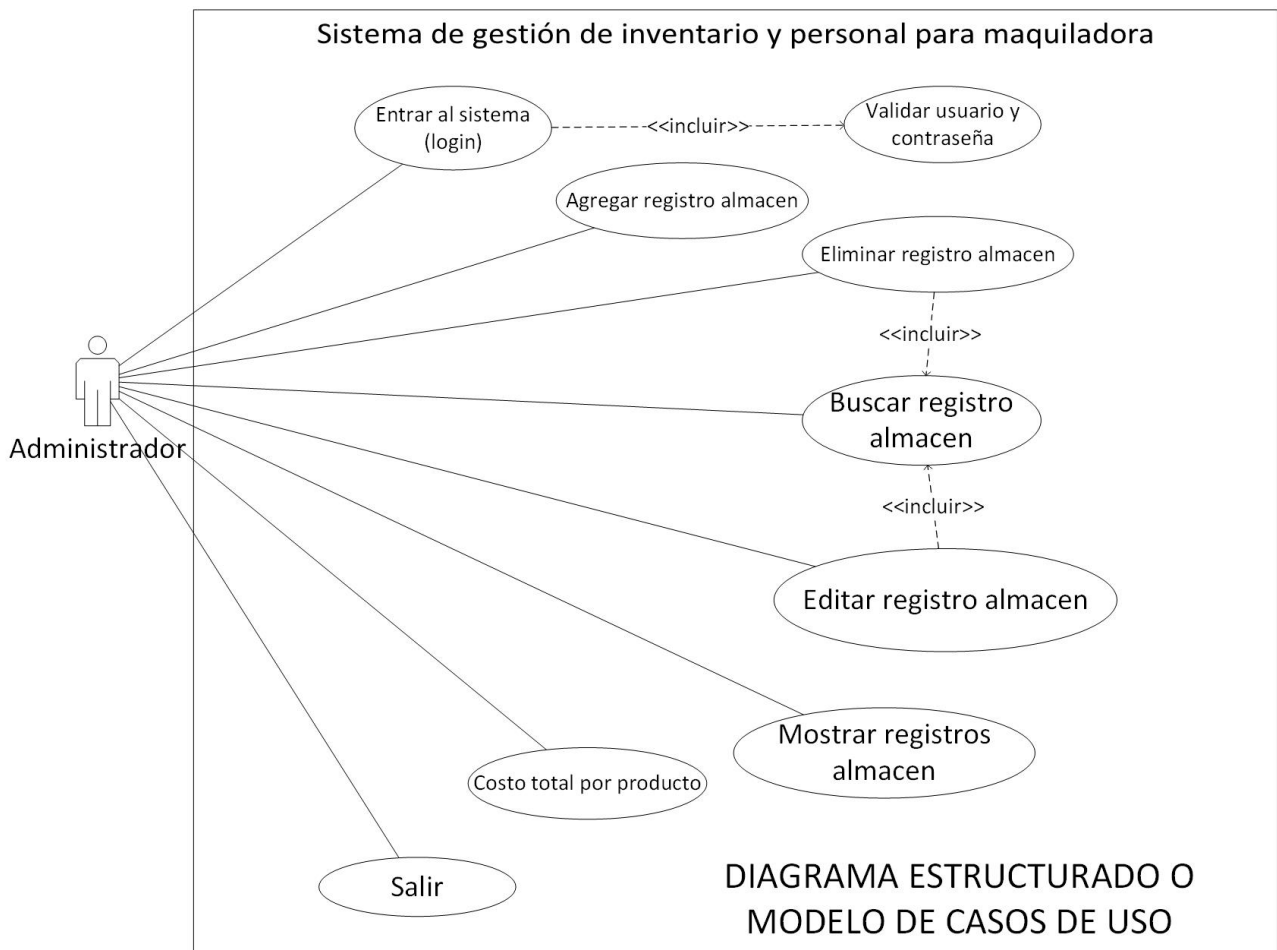 Sistema de gestión de inventario y personal para maquiladora
Entrar al sistema
(login)
<<incluir>>
Validar usuario y
contraseña
Agregar registro almacen
Eliminar registro almacen
<<incluir>>
Buscar registro
almacen
Administrador
<<incluir>>
Editar registro almacen
Mostrar registros
almacen
Costo total por producto
Salir
DIAGRAMA ESTRUCTURADO O
MODELO DE CASOS DE USO